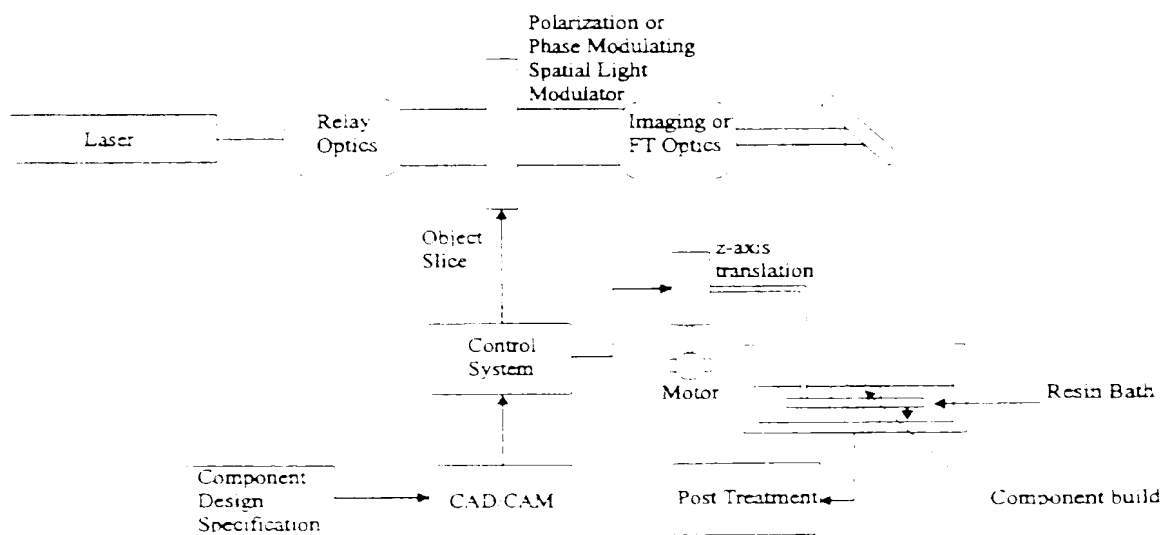 Polarization or
Phase Modulating
Spatial Light
Modulator
Laser
Relay
Optics
Imaging or
FT Optics
Object
Slice
z-axis
translation
Control
System
Motor
Resin Bath
Component
Design
Specification
CAD/CAM
Post Treatment
Component build